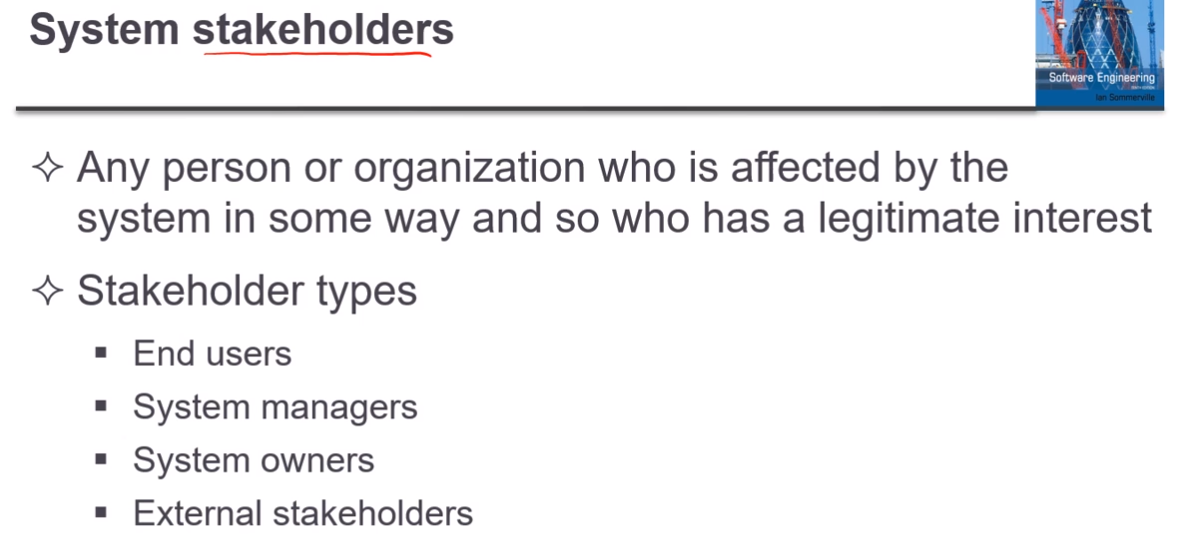 System stakeholders
Software Engineering
Ian Sommerville
✧ Any person or organization who is affected by the
system in some way and so who has a legitimate interest
✧ Stakeholder types
▪ End users
▪ System managers
▪ System owners
▪ External stakeholders